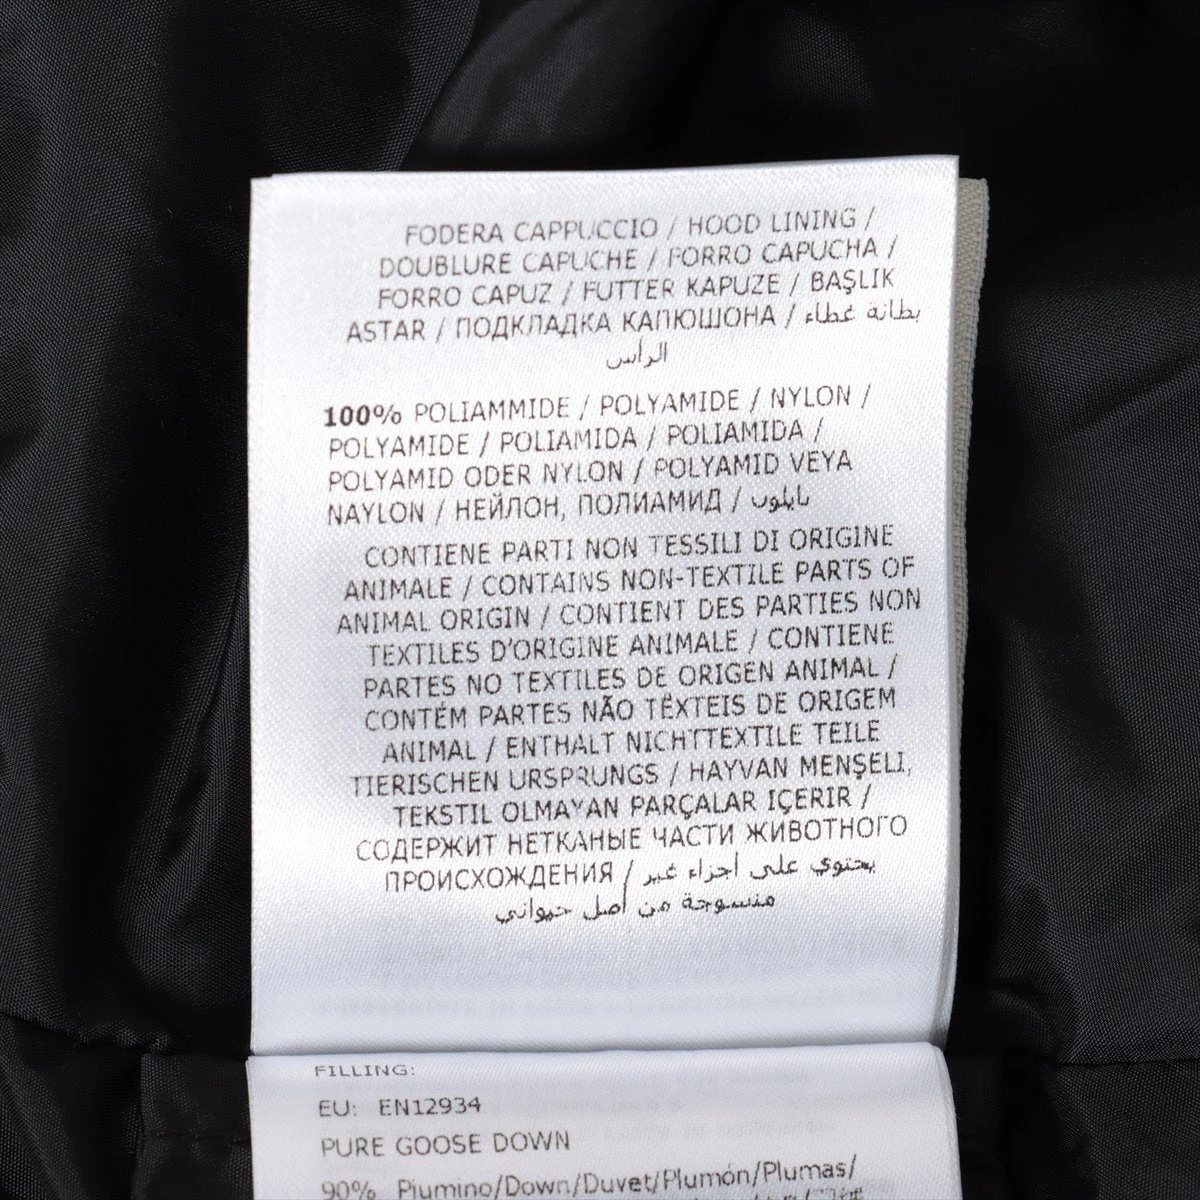 FODERA CAPPUCCIO / HOOD LINING /
DOUBLURE CAPUCHE / FORRO CAPUCHA /
FORRO CAPUZ / FUTTER KAPUZE / BAŞLIK
ASTAR / ПОДКЛАДКА КАПЮШОНА / بطانة غطاء
الرأس
100% POLIAMMIDE / POLYAMIDE / NYLON /
POLYAMIDE / POLIAMIDA / POLIAMIDA /
POLYAMID ODER NYLON / POLYAMID VEYA
NAYLON / НЕЙЛОН, ПОЛИАМИД / نايلون
CONTIENE PARTI NON TESSILI DI ORIGINE
ANIMALE / CONTAINS NON-TEXTILE PARTS OF
ANIMAL ORIGIN / CONTIENT DES PARTIES NON
TEXTILES D'ORIGINE ANIMALE / CONTIENE
PARTES NO TEXTILES DE ORIGEN ANIMAL /
CONTÉM PARTES NÃO TÊXTEIS DE ORIGEM
ANIMAL / ENTHALT NICHTTEXTILE TEILE
TIERISCHEN URSPRUNGS / HAYVAN MENŞELI,
TEKSTIL OLMAYAN PARÇALAR IÇERIR /
СОДЕРЖИТ НЕТКАНЫЕ ЧАСТИ ЖИВОТНОГО
ПРОИСХОЖДЕНИЯ / يحتوي على أجزاء غير
منسوجة من أصل حيواني
FILLING:
EU: EN12934
PURE GOOSE DOWN
90% Piumino/Down/Duvet/Plumón/Plumas/